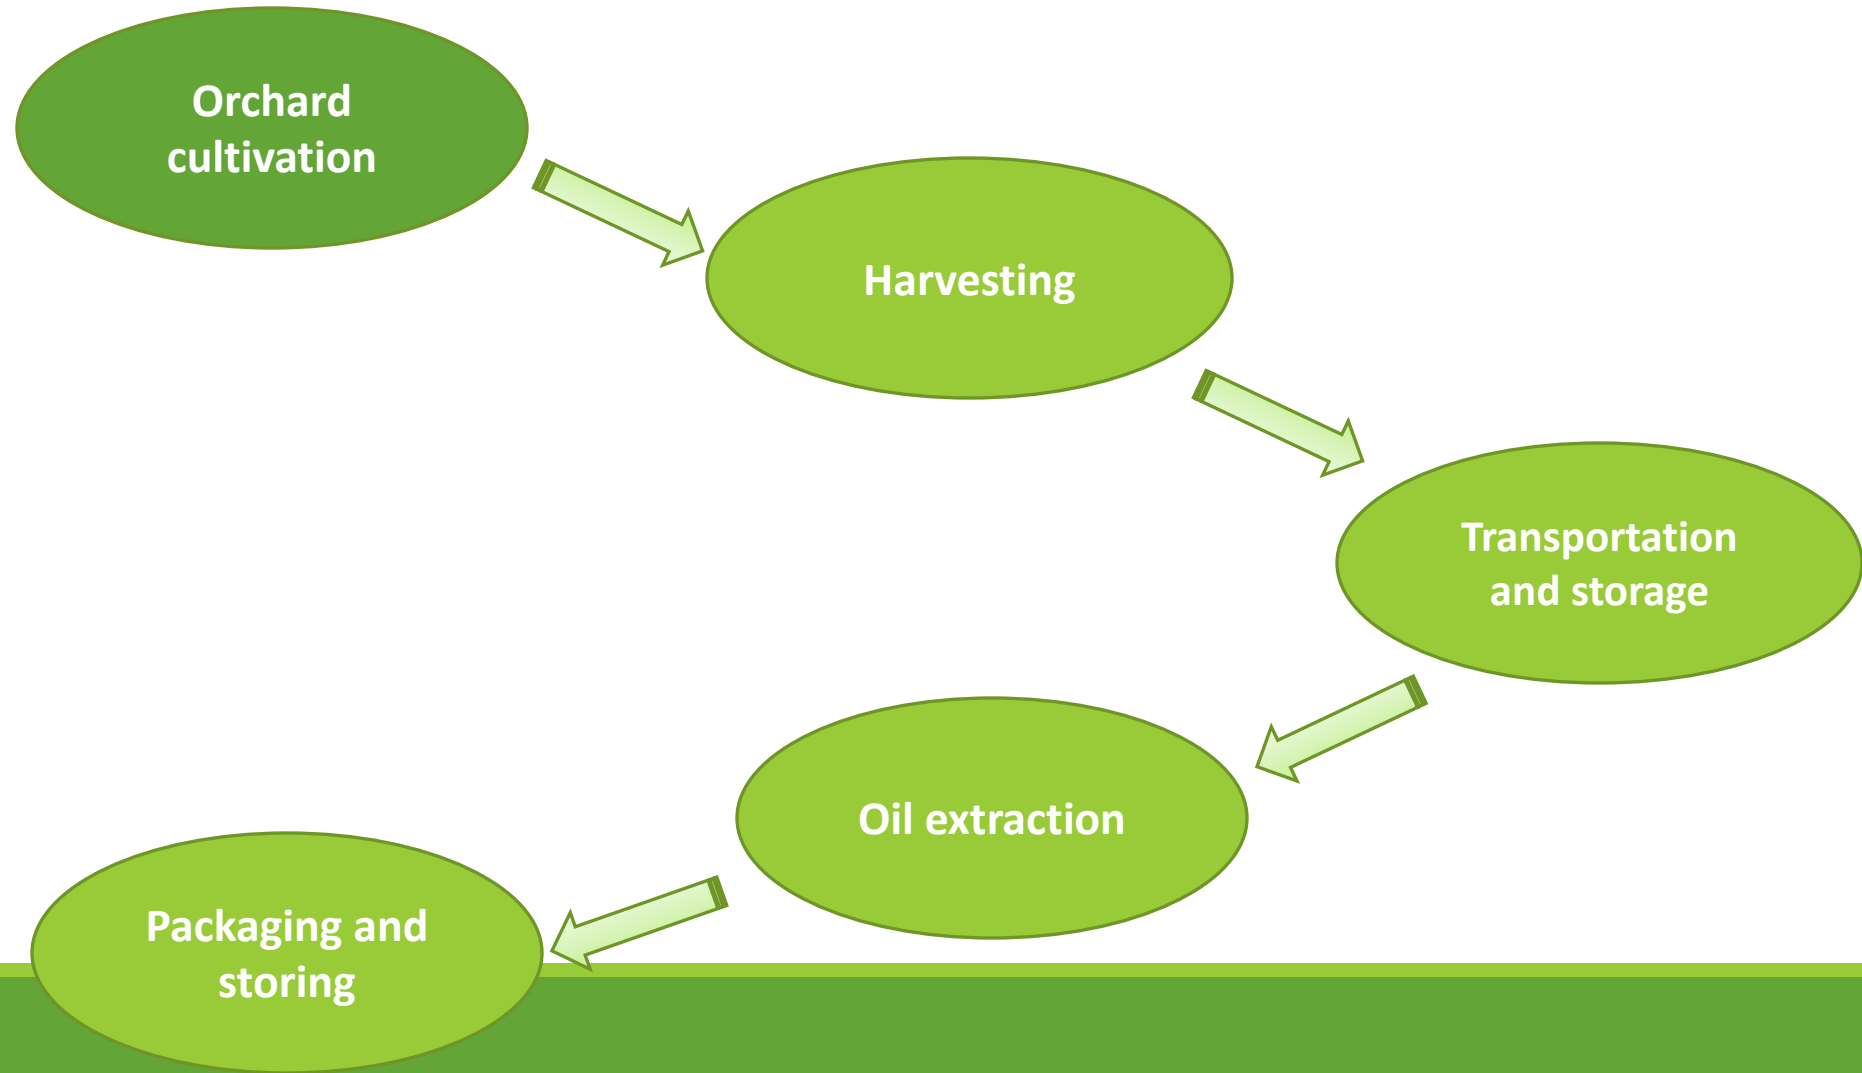 Orchard
cultivation
Harvesting
Transportation
and storage
Oil extraction
Packaging and
storing